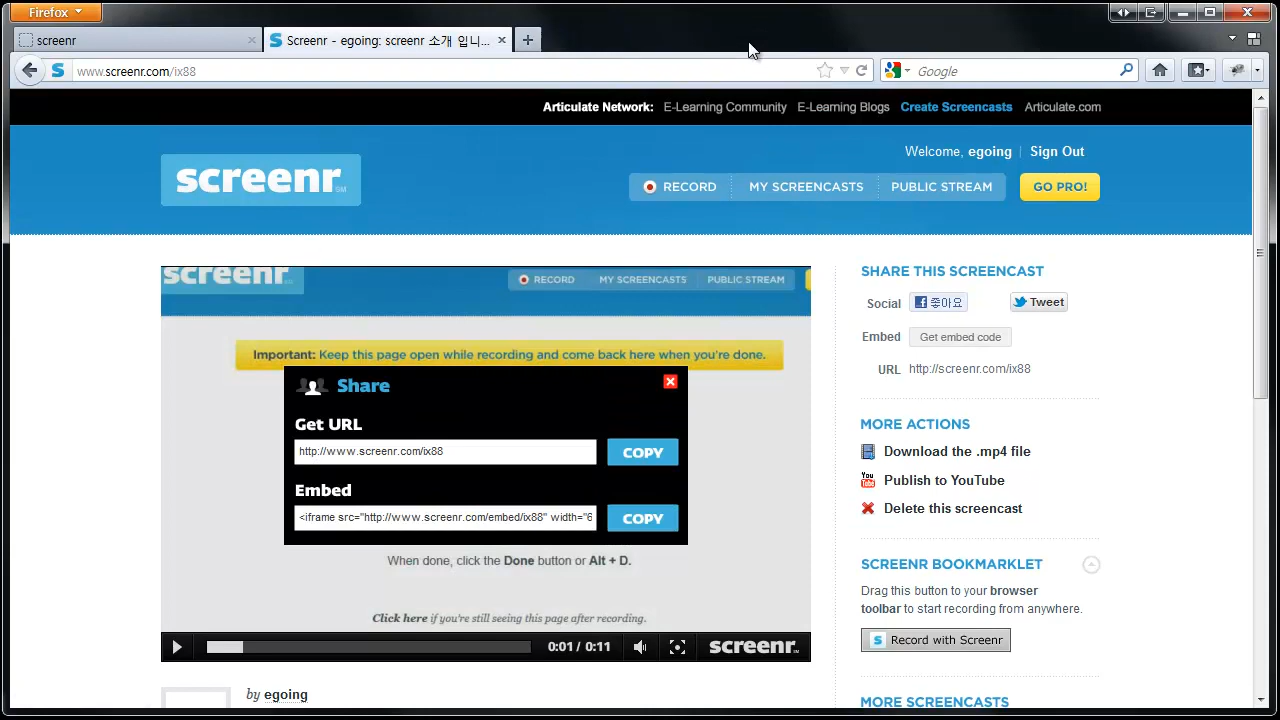 Firefox
screenr
Screenr - egoing: screenr 소개 입니...
www.screenr.com/ix88
Google
Articulate Network: E-Learning Community E-Learning Blogs Create Screencasts Articulate.com
Welcome, egoing | Sign Out
screenr SM
RECORD MY SCREENCASTS PUBLIC STREAM GO PRO!
screenr
RECORD MY SCREENCASTS PUBLIC STREAM
Important: Keep this page open while recording and come back here when you're done.
Share
Get URL
http://www.screenr.com/ix88 COPY
Embed
<iframe src="http://www.screenr.com/embed/ix88" width="6 COPY
When done, click the Done button or Alt + D.
Click here if you're still seeing this page after recording.
0:01 / 0:11 screenr
by egoing
SHARE THIS SCREENCAST
Social 좋아요 Tweet
Embed Get embed code
URL http://screenr.com/ix88
MORE ACTIONS
Download the .mp4 file
You Tube Publish to YouTube
Delete this screencast
SCREENR BOOKMARKLET
Drag this button to your browser
toolbar to start recording from anywhere.
S Record with Screenr
MORE SCREENCASTS